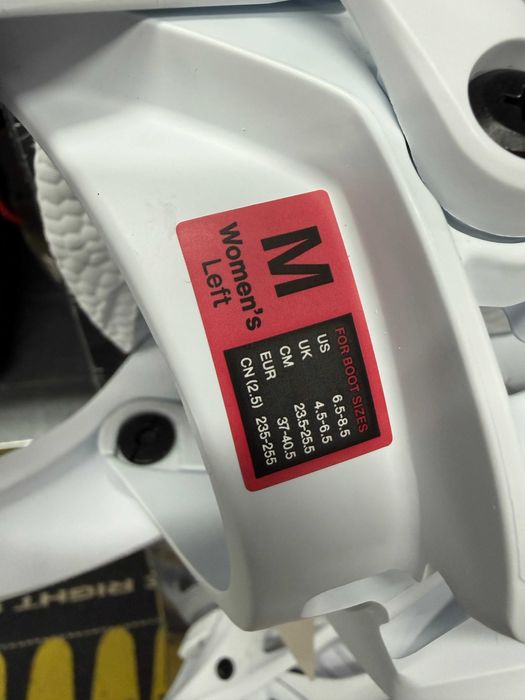 M
Women's
Left
FOR BOOT SIZES
US 6.5-8.5
UK 4.5-6.5
CM 23.5-25.5
EUR 37-40.5
CN (2.5) 235-255
RIGHT